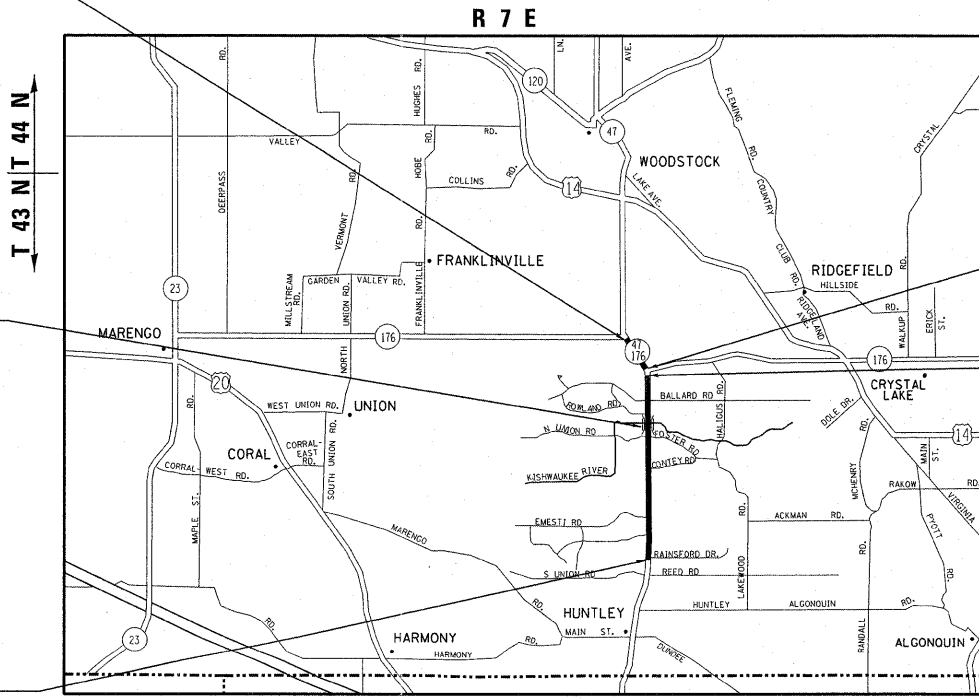 R 7 E
T 43 N T 44 N
RD.
HUGHES RD.
LN.
AVE.
120
47
FLEMING RD.
CRYSTAL
VALLEY RD.
HOBE RD.
WOODSTOCK
DEERPASS
COLLINS RD.
14
LAKE AVE.
COUNTRY CLUB RD.
VERMONT RD.
FRANKLINVILLE
RIDGEFIELD
HILLSIDE RD.
23
MILLSTREAM RD.
GARDEN VALLEY RD.
UNION RD.
FRANKLINVILLE RD.
RIDGELAND AVE.
WALKUP RD.
ERICK ST.
MARENGO
176
47
176
176
NORTH
20
CRYSTAL LAKE
BALLARD RD
ROWLAND RD
HALIGUS RD.
DOLE DR.
WEST UNION RD.
UNION
N UNION RD
FOSTER RD
14
CORAL
CORRAL-EAST RD.
SOUTH UNION RD.
CONTEY RD
MCHENRY RD.
MAIN ST.
CORRAL-WEST RD.
KISHWAUKEE RIVER
RAKOW RD.
VIRGINIA
MAPLE ST.
RD.
MARENGO RD.
EMESTI RD
ACKMAN RD.
PYOTT RD.
RAINSFORD DR.
S UNION RD
REED RD.
LAKEWOOD
HUNTLEY ALGONQUIN RD.
HUNTLEY
MAIN ST.
RANDALL RD.
23
RD.
HARMONY
HARMONY RD.
DUNDEE
ALGONQUIN